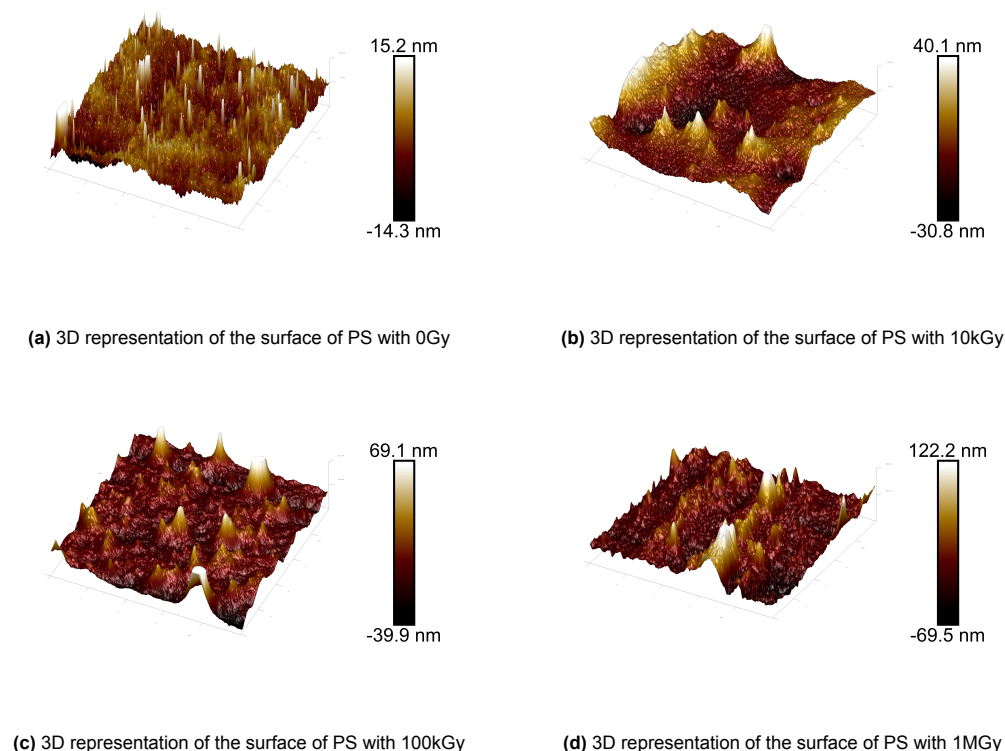 15.2 nm
-14.3 nm
40.1 nm
-30.8 nm
(a) 3D representation of the surface of PS with 0Gy
(b) 3D representation of the surface of PS with 10kGy
69.1 nm
-39.9 nm
122.2 nm
-69.5 nm
(c) 3D representation of the surface of PS with 100kGy
(d) 3D representation of the surface of PS with 1MGy